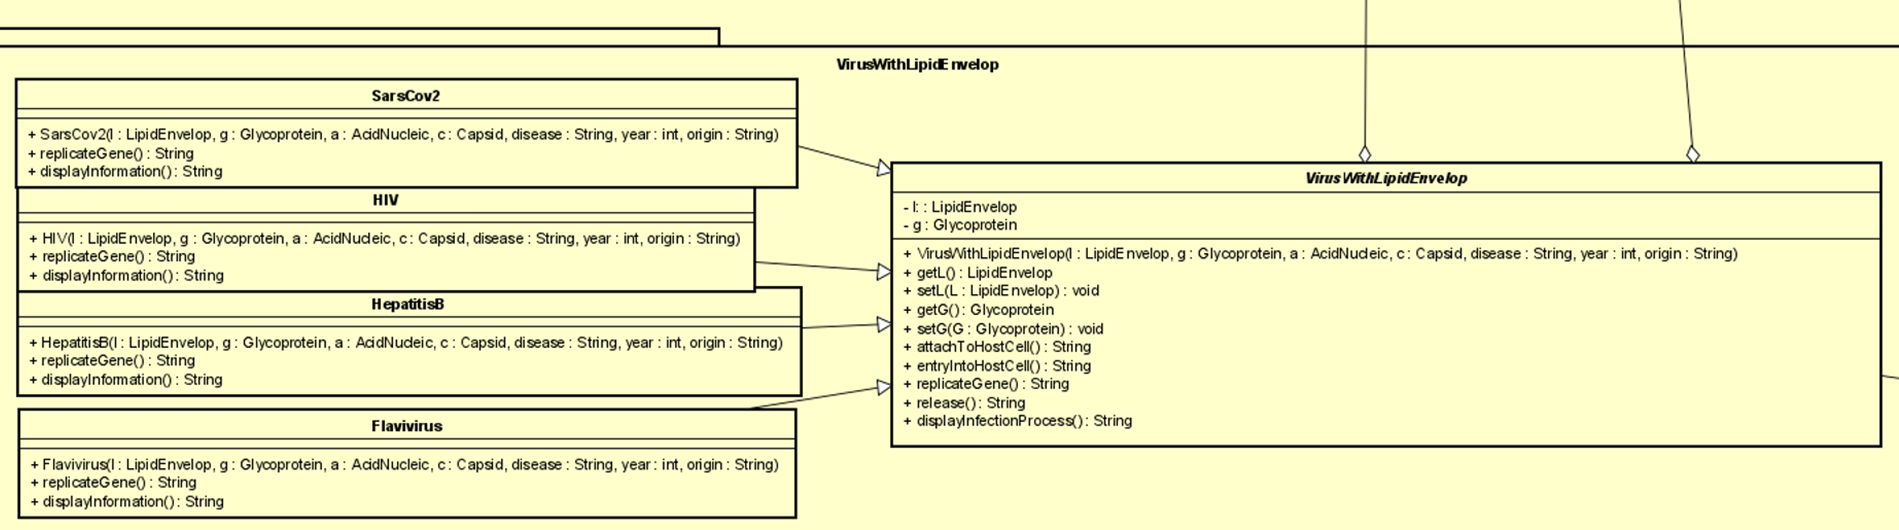 VirusWithLipidEnvelop
SarsCov2
+ SarsCov2(l : LipidEnvelop, g : Glycoprotein, a : AcidNucleic, c : Capsid, disease : String, year : int, origin : String)
+ replicateGene() : String
+ displayInformation() : String
HIV
+ HIV(l : LipidEnvelop, g : Glycoprotein, a : AcidNucleic, c : Capsid, disease : String, year : int, origin : String)
+ replicateGene() : String
+ displayInformation() : String
HepatitisB
+ HepatitisB(l : LipidEnvelop, g : Glycoprotein, a : AcidNucleic, c : Capsid, disease : String, year : int, origin : String)
+ replicateGene() : String
+ displayInformation() : String
Flavivirus
+ Flavivirus(l : LipidEnvelop, g : Glycoprotein, a : AcidNucleic, c : Capsid, disease : String, year : int, origin : String)
+ replicateGene() : String
+ displayInformation() : String
VirusWithLipidEnvelop
- l: : LipidEnvelop
- g : Glycoprotein
+ VirusWithLipidEnvelop(l : LipidEnvelop, g : Glycoprotein, a : AcidNucleic, c : Capsid, disease : String, year : int, origin : String)
+ getL() : LipidEnvelop
+ setL(L : LipidEnvelop) : void
+ getG() : Glycoprotein
+ setG(G : Glycoprotein) : void
+ attachToHostCell() : String
+ entryIntoHostCell() : String
+ replicateGene() : String
+ release() : String
+ displayInfectionProcess() : String